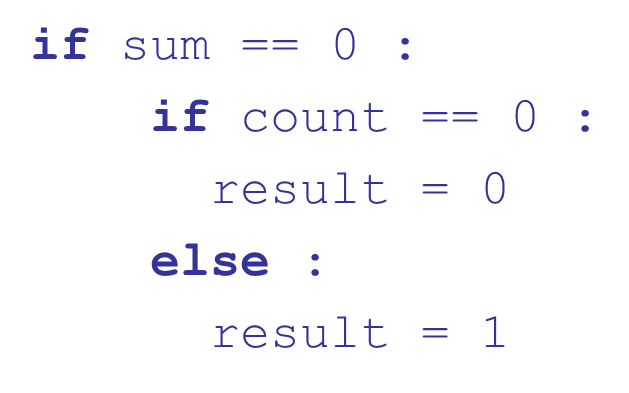 if sum == 0 :
    if count == 0 :
      result = 0
    else :
      result = 1